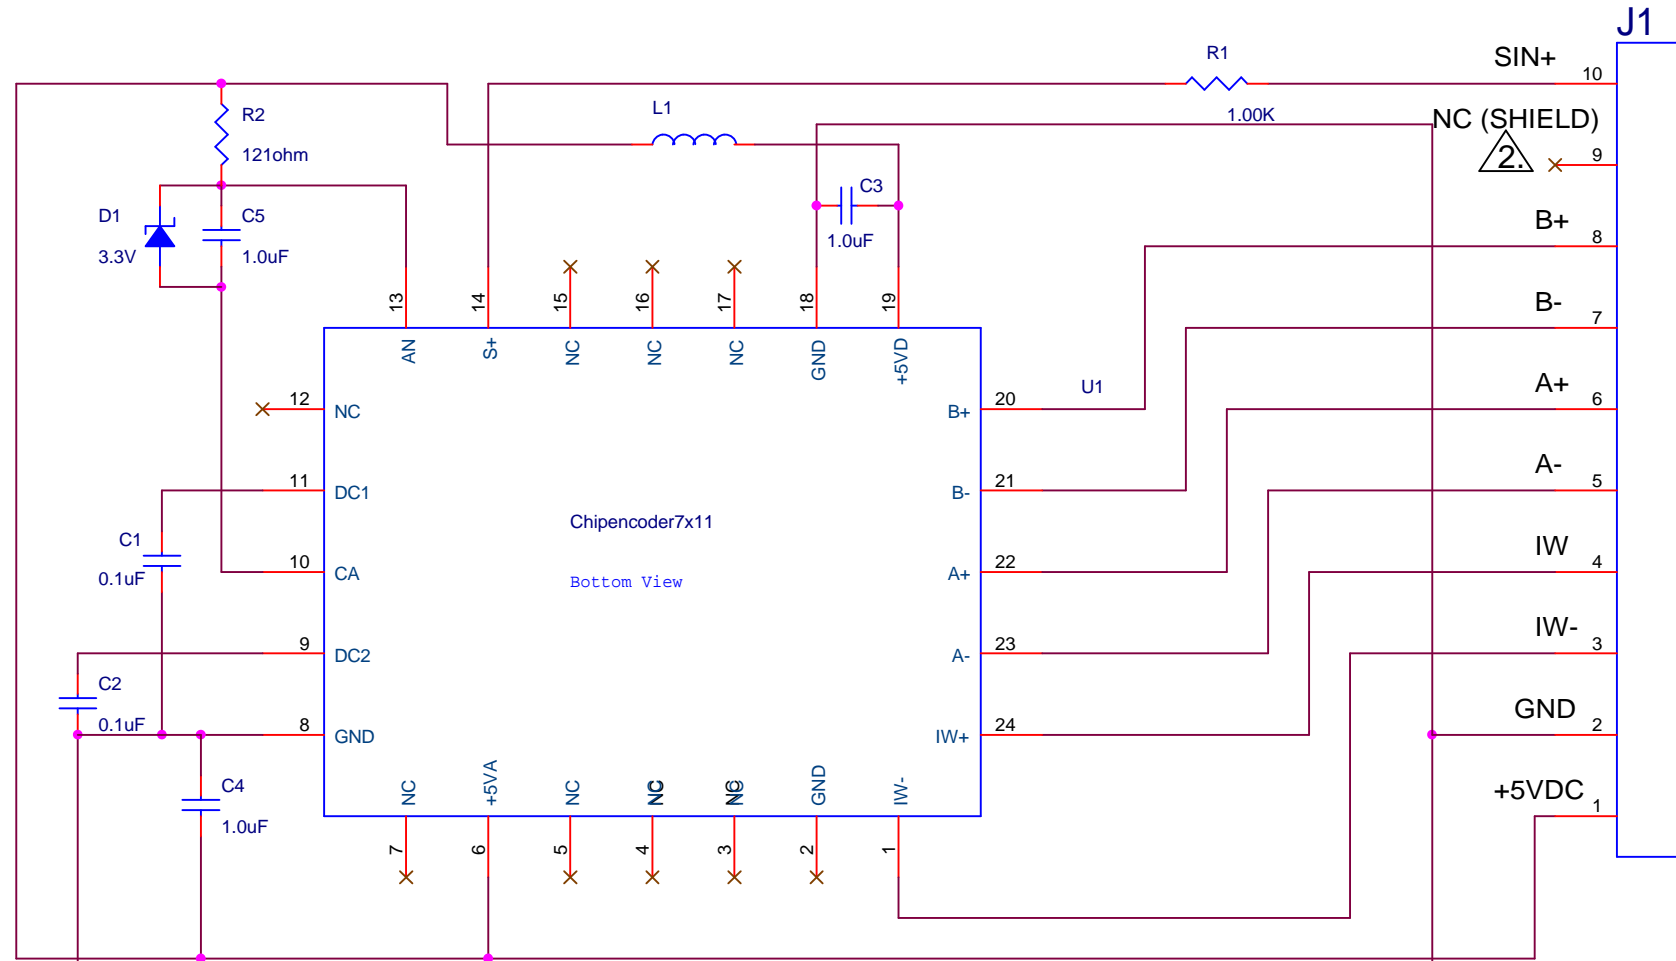 J1
SIN+
10
R1
1.00K
NC (SHIELD)
2.
9
R2
121ohm
L1
C3
1.0uF
D1
3.3V
C5
1.0uF
B+
8
B-
7
13
14
15
16
17
18
19
AN
S+
NC
NC
NC
GND
+5VD
U1
A+
6
12
NC
B+
20
A-
5
11
DC1
B-
21
Chipencoder7x11
Bottom View
C1
0.1uF
IW
4
10
CA
A+
22
IW-
3
9
DC2
A-
23
C2
0.1uF
GND
2
8
GND
IW+
24
C4
1.0uF
NC
+5VA
NC
NC
NC
GND
IW-
+5VDC
1
7
6
5
4
3
2
1